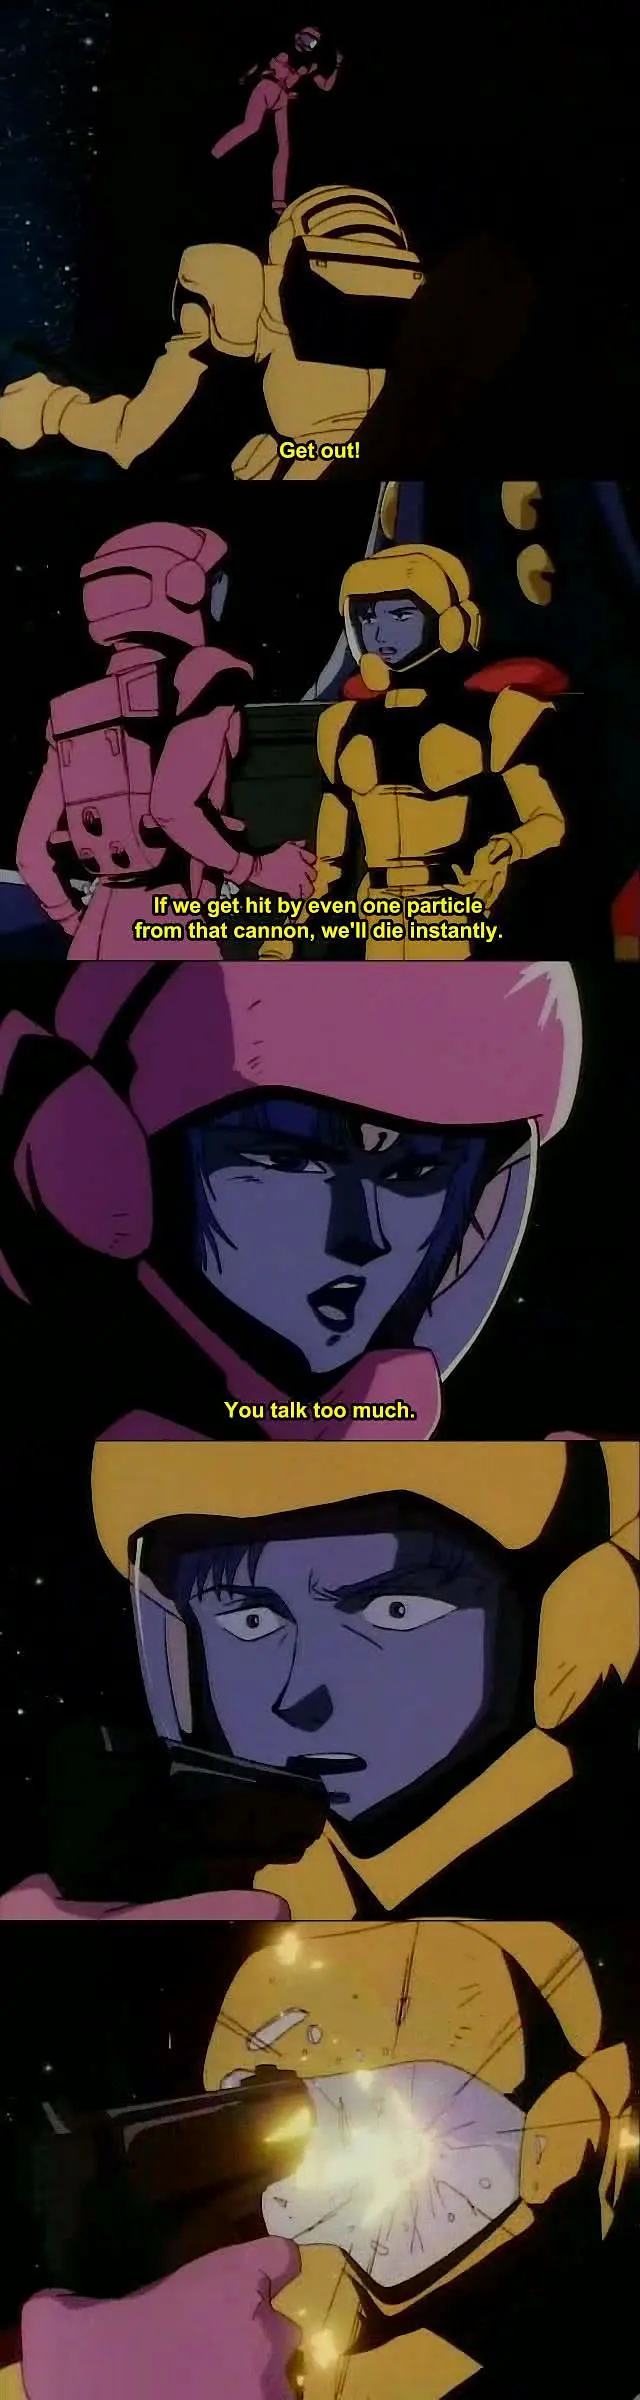 Get out!
If we get hit by even one particle
from that cannon, we'll die instantly.
You talk too much.